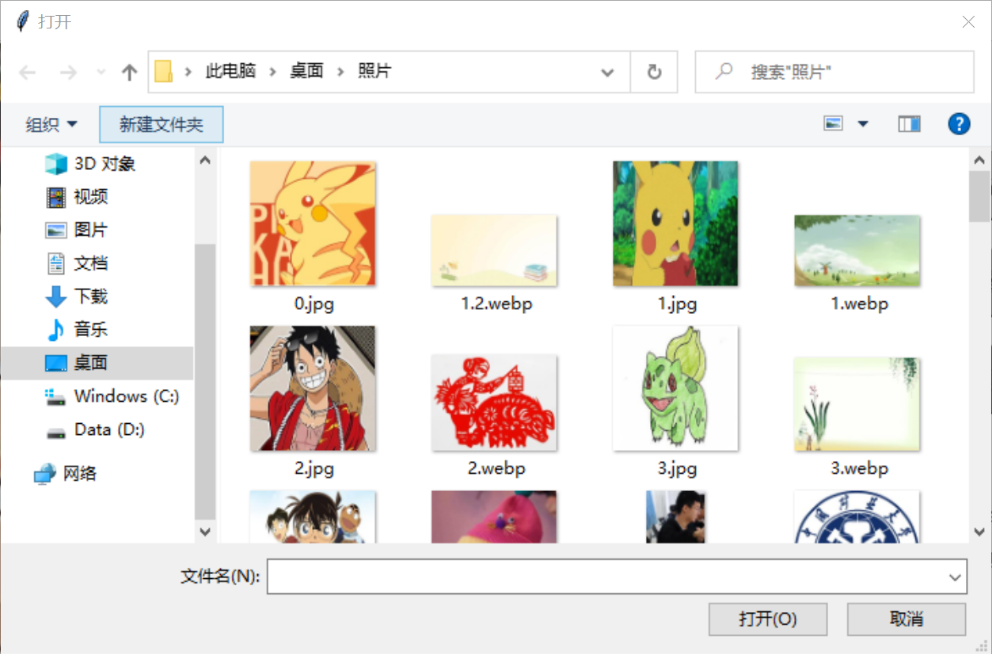 打开
此电脑 > 桌面 > 照片
搜索"照片"
组织
新建文件夹
3D 对象
视频
图片
文档
下载
音乐
桌面
Windows (C:)
Data (D:)
网络
PI
KA
0.jpg
1.2.webp
1.jpg
1.webp
2.jpg
2.webp
3.jpg
3.webp
文件名(N):
打开(O)
取消